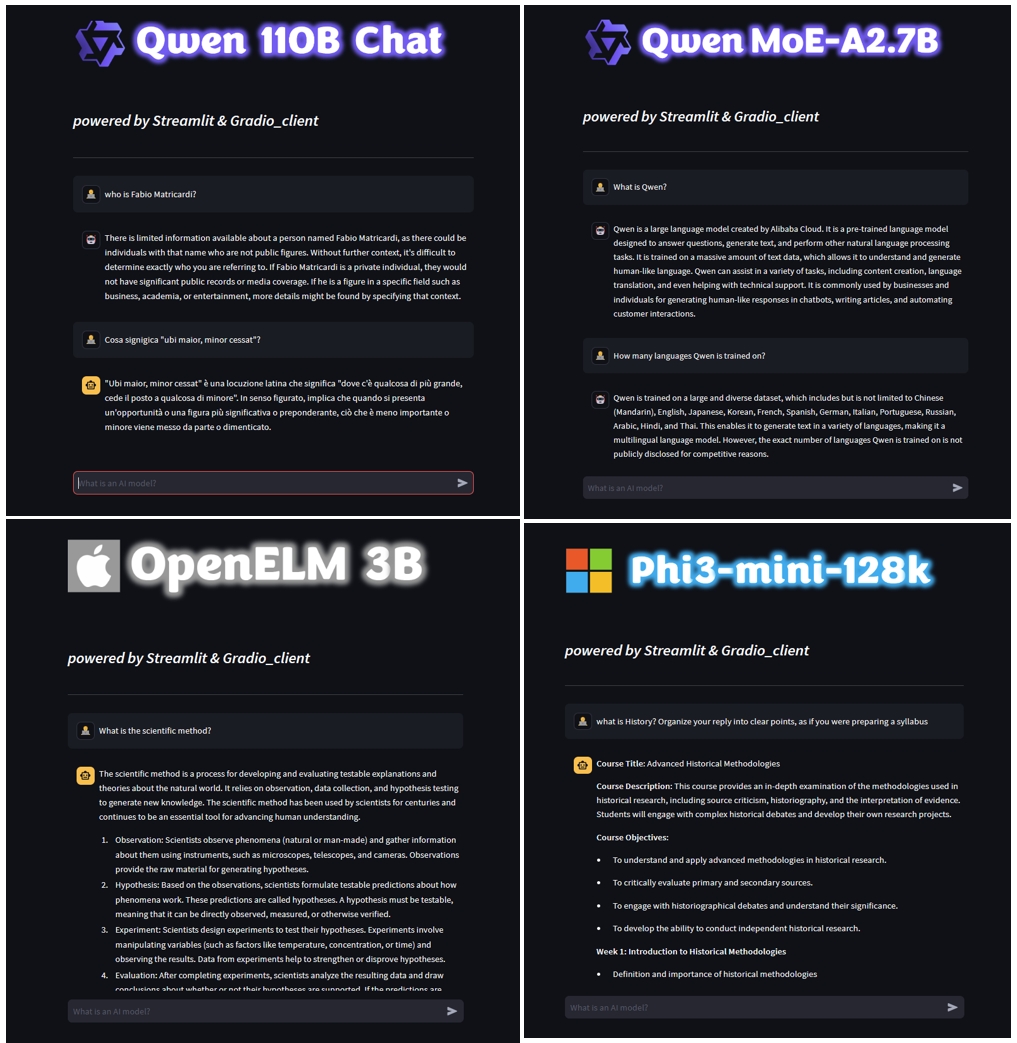 Qwen 110B Chat
powered by Streamlit & Gradio_client
who is Fabio Matricardi?
There is limited information available about a person named Fabio Matricardi, as there could be
individuals with that name who are not public figures. Without further context, it's difficult to
determine exactly who you are referring to. If Fabio Matricardi is a private individual, they would
not have significant public records or media coverage. If he is a figure in a specific field such as
business, academia, or entertainment, more details might be found by specifying that context.
Cosa signigica "ubi maior, minor cessat"?
"Ubi maior, minor cessat" è una locuzione latina che significa "dove c'è qualcosa di più grande,
cede il posto a qualcosa di minore". In senso figurato, implica che quando si presenta
un'opportunità o una figura più significativa o preponderante, ciò che è meno importante o
minore viene messo da parte o dimenticato.
What is an AI model?
Qwen MoE-A2.7B
powered by Streamlit & Gradio_client
What is Qwen?
Qwen is a large language model created by Alibaba Cloud. It is a pre-trained language model
designed to answer questions, generate text, and perform other natural language processing
tasks. It is trained on a massive amount of text data, which allows it to understand and generate
human-like language. Qwen can assist in a variety of tasks, including content creation, language
translation, and even helping with technical support. It is commonly used by businesses and
individuals for generating human-like responses in chatbots, writing articles, and automating
customer interactions.
How many languages Qwen is trained on?
Qwen is trained on a large and diverse dataset, which includes but is not limited to Chinese
(Mandarin), English, Japanese, Korean, French, Spanish, German, Italian, Portuguese, Russian,
Arabic, Hindi, and Thai. This enables it to generate text in a variety of languages, making it a
multilingual language model. However, the exact number of languages Qwen is trained on is not
publicly disclosed for competitive reasons.
What is an AI model?
OpenELM 3B
powered by Streamlit & Gradio_client
What is the scientific method?
The scientific method is a process for developing and evaluating testable explanations and
theories about the natural world. It relies on observation, data collection, and hypothesis testing
to generate new knowledge. The scientific method has been used by scientists for centuries and
continues to be an essential tool for advancing human understanding.
1. Observation: Scientists observe phenomena (natural or man-made) and gather information
about them using instruments, such as microscopes, telescopes, and cameras. Observations
provide the raw material for generating hypotheses.
2. Hypothesis: Based on the observations, scientists formulate testable predictions about how
phenomena work. These predictions are called hypotheses. A hypothesis must be testable,
meaning that it can be directly observed, measured, or otherwise verified.
3. Experiment: Scientists design experiments to test their hypotheses. Experiments involve
manipulating variables (such as factors like temperature, concentration, or time) and
observing the results. Data from experiments help to strengthen or disprove hypotheses.
4. Evaluation: After completing experiments, scientists analyze the resulting data and draw
conclusions about whether or not their hypotheses are supported. If the predictions are
What is an AI model?
Phi3-mini-128k
powered by Streamlit & Gradio_client
what is History? Organize your reply into clear points, as if you were preparing a syllabus
Course Title: Advanced Historical Methodologies
Course Description: This course provides an in-depth examination of the methodologies used in
historical research, including source criticism, historiography, and the interpretation of evidence.
Students will engage with complex historical debates and develop their own research projects.
Course Objectives:
• To understand and apply advanced methodologies in historical research.
• To critically evaluate primary and secondary sources.
• To engage with historiographical debates and understand their significance.
• To develop the ability to conduct independent historical research.
Week 1: Introduction to Historical Methodologies
• Definition and importance of historical methodologies
What is an AI model?